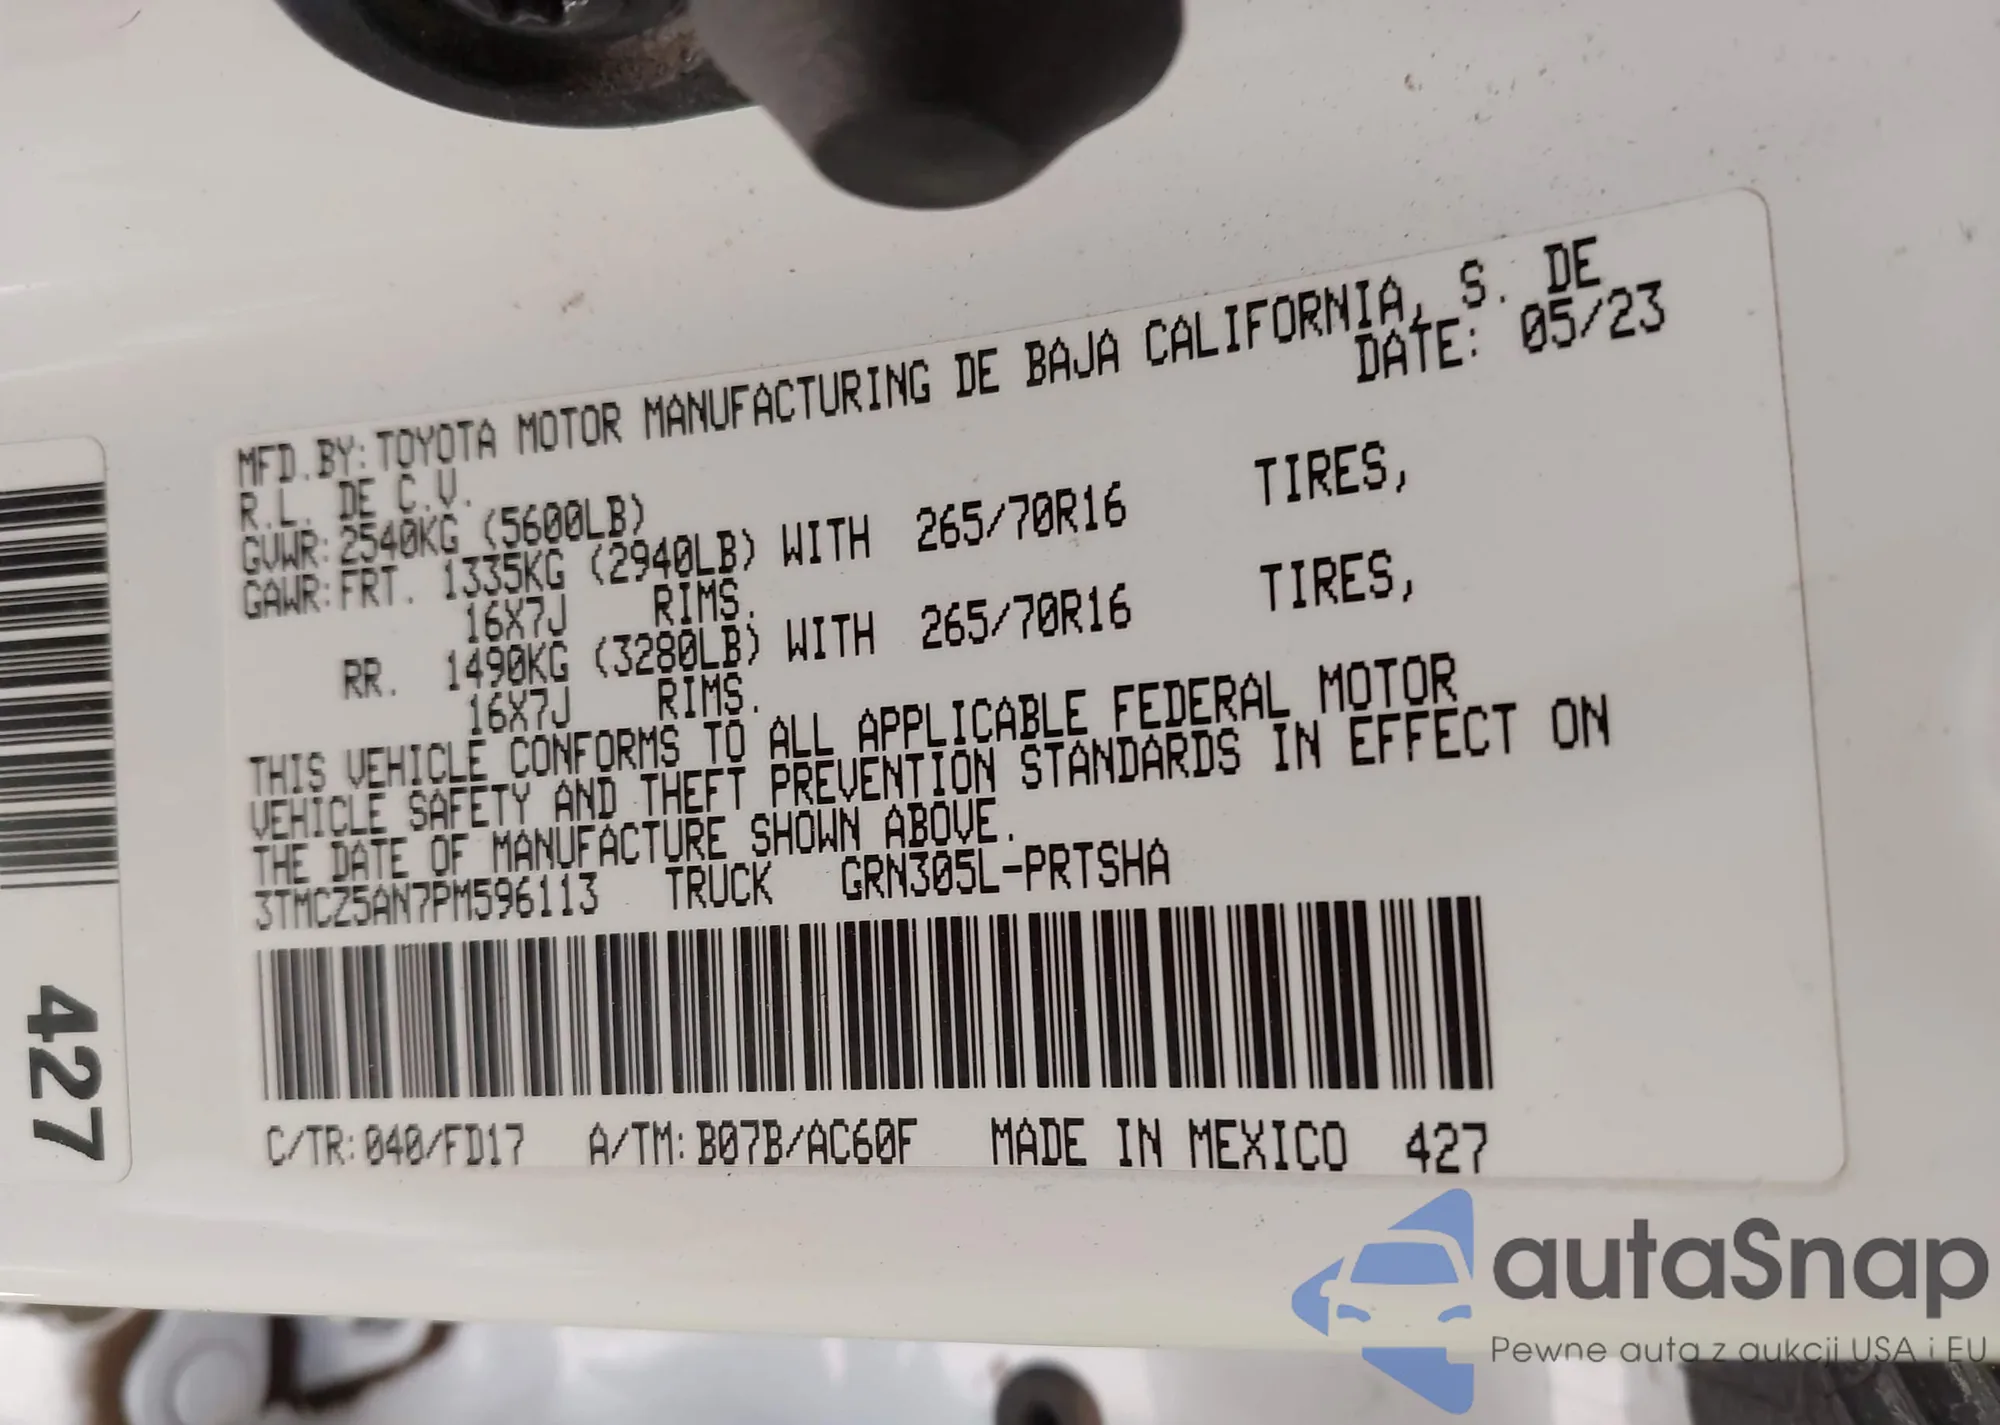 MFD.BY:TOYOTA MOTOR MANUFACTURING DE BAJA CALIFORNIA, S. DE
R.L. DE C.V. DATE: 05/23
GVWR:2540KG (5600LB)
GAWR:FRT. 1335KG (2940LB) WITH 265/70R16 TIRES,
16X7J RIMS.
RR. 1490KG (3280LB) WITH 265/70R16 TIRES,
16X7J RIMS.
THIS VEHICLE CONFORMS TO ALL APPLICABLE FEDERAL MOTOR
VEHICLE SAFETY AND THEFT PREVENTION STANDARDS IN EFFECT ON
THE DATE OF MANUFACTURE SHOWN ABOVE.
3TMCZ5AN7PM596113 TRUCK GRN305L-PRTSHA
C/TR:040/FD17 A/TM:B07B/AC60F MADE IN MEXICO 427
427
autaSnap
Pewne auta z aukcji USA i EU